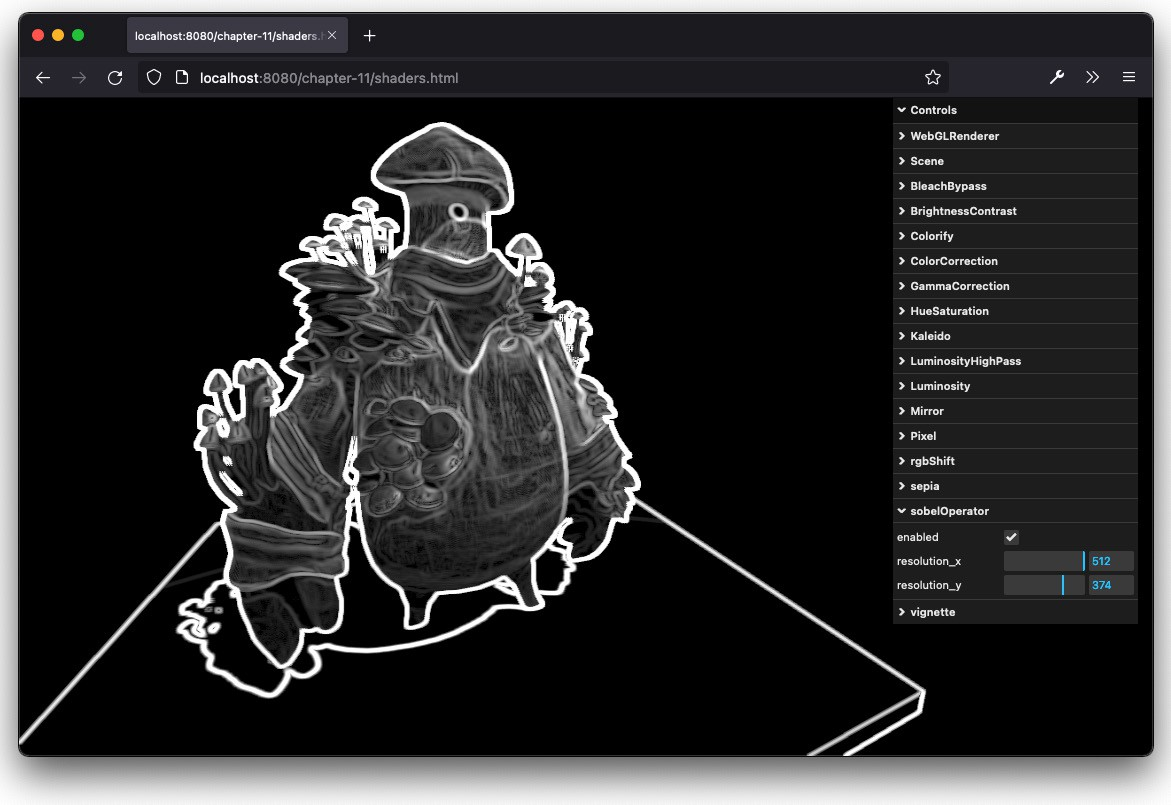 localhost:8080/chapter-11/shaders.
localhost:8080/chapter-11/shaders.html
Controls
WebGLRenderer
Scene
BleachBypass
BrightnessContrast
Colorify
ColorCorrection
GammaCorrection
HueSaturation
Kaleido
LuminosityHighPass
Luminosity
Mirror
Pixel
rgbShift
sepia
sobelOperator
enabled
resolution_x 512
resolution_y 374
vignette